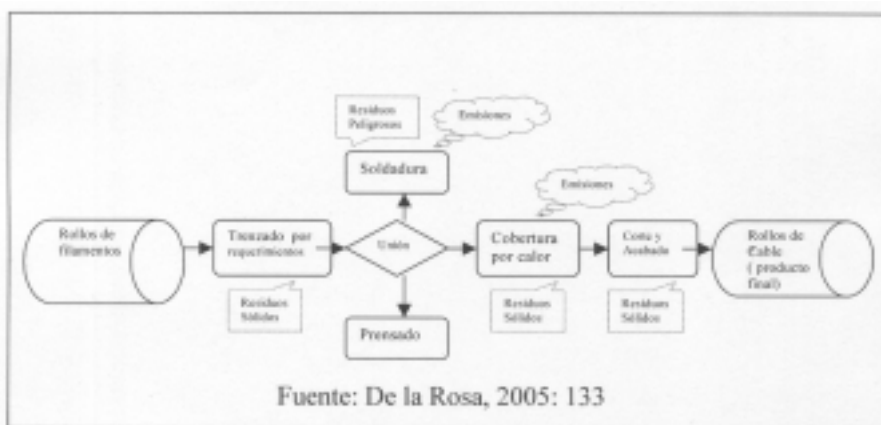 Residuos
Peligrosos
Emisiones
Soldadura
Emisiones
Rollos de
filamentos
Trenzado por
requerimientos
Unión
Cobertura
por calor
Corte y
Acabado
Rollos de
Cable
( producto
final)
Residuos
Sólidos
Residuos
Sólidos
Residuos
Sólidos
Prensado
Fuente: De la Rosa, 2005: 133